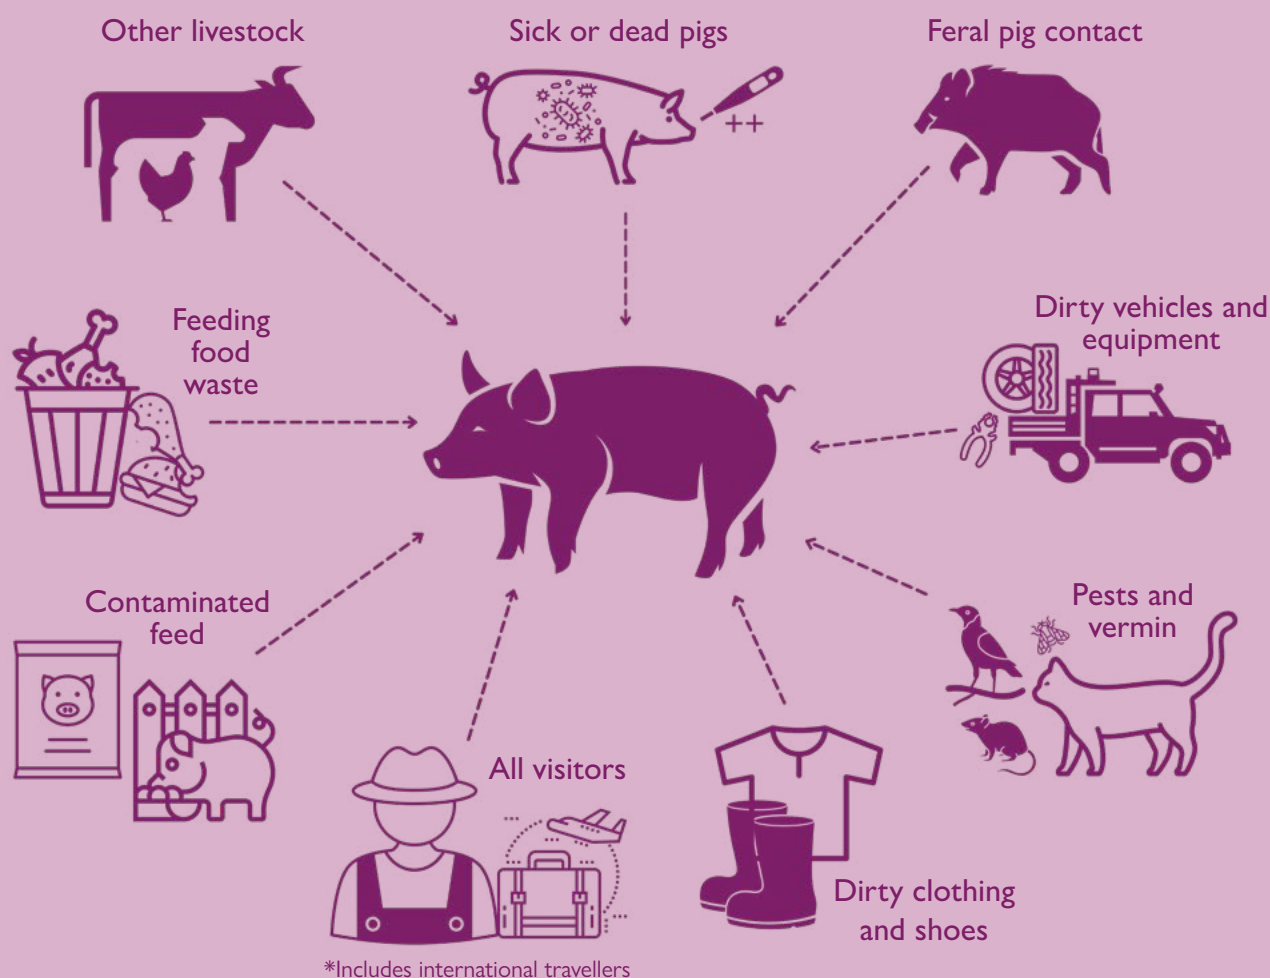 Other livestock
Sick or dead pigs
Feral pig contact
++
Feeding
food
waste
Dirty vehicles and
equipment
Contaminated
feed
Pests and
vermin
All visitors
Dirty clothing
and shoes
*Includes international travellers